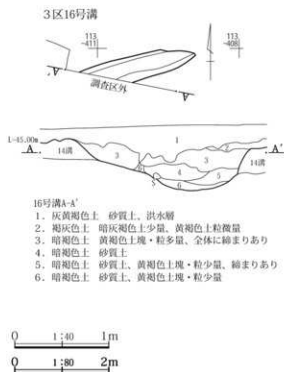 3区16号溝
113
-411
113
-408
A
A'
調査区外
L=45.00m
A
A'
14溝
3
1
2
3
4
5
6
S
14溝
16号溝A-A'
1. 灰黄褐色土 砂質土、洪水層
2. 褐灰色土 暗灰褐色土少量、黄褐色土粒微量
3. 暗褐色土 黄褐色土塊・粒多量、全体に締まりあり
4. 暗褐色土 砂質土
5. 暗褐色土 砂質土、黄褐色土塊・粒少量、締まりあり
6. 暗褐色土 砂質土、黄褐色土塊・粒少量
0 1:40 1m
0 1:80 2m